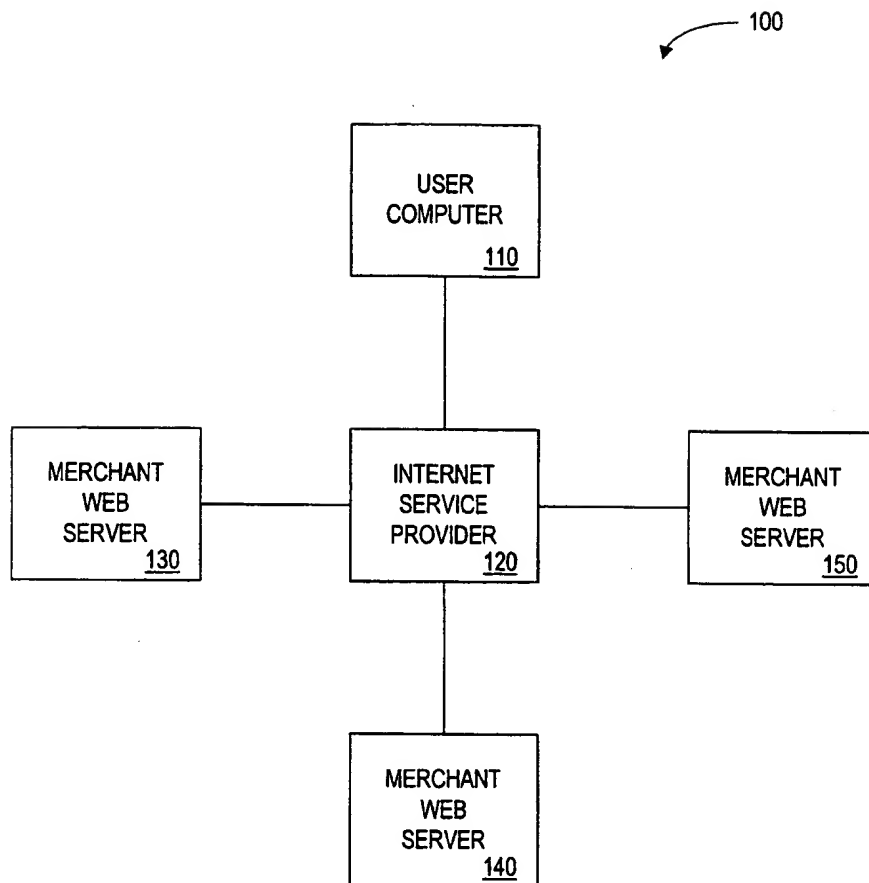 100
USER
COMPUTER
110
MERCHANT
WEB
SERVER
130
INTERNET
SERVICE
PROVIDER
120
MERCHANT
WEB
SERVER
150
MERCHANT
WEB
SERVER
140